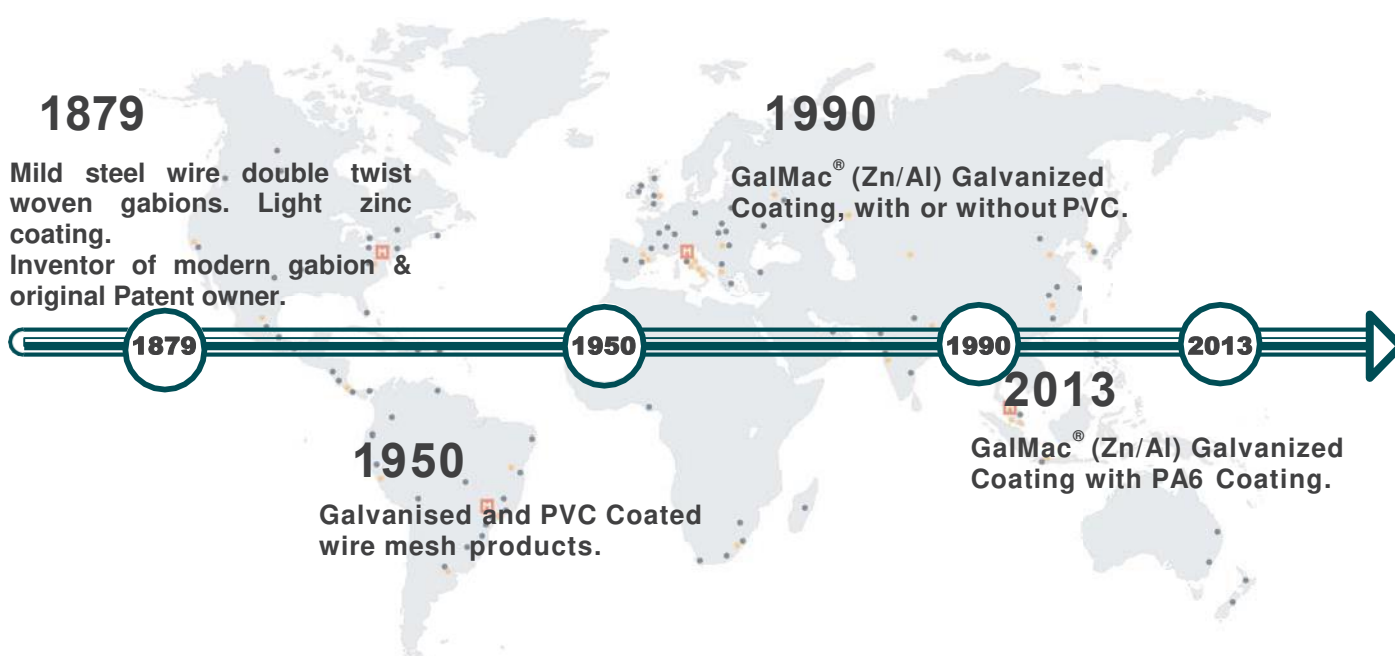 1879
Mild steel wire double twist
woven gabions. Light zinc
coating.
Inventor of modern gabion &
original Patent owner.
1990
GalMac® (Zn/Al) Galvanized
Coating, with or without PVC.
1879
1950
1990
2013
1950
Galvanised and PVC Coated
wire mesh products.
2013
GalMac® (Zn/Al) Galvanized
Coating with PA6 Coating.
M
M
M
M